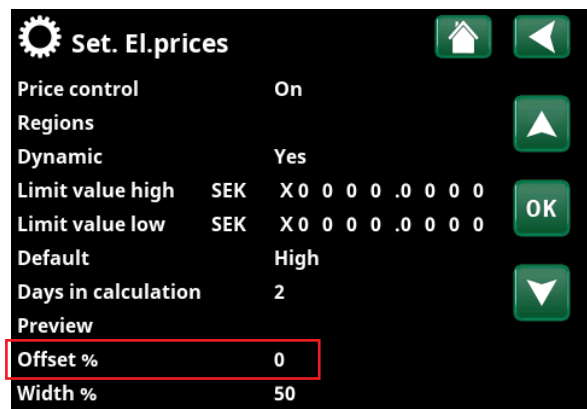 Set. El.prices
Price control On
Regions
Dynamic Yes
Limit value high SEK X 0 0 0 0 .0 0 0 0
Limit value low SEK X 0 0 0 0 .0 0 0 0
OK
Default High
Days in calculation 2
Preview
Offset % 0
Width % 50